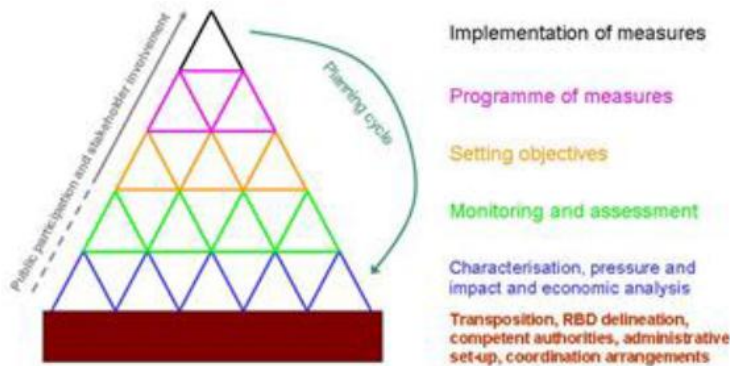 Public participation and stakeholder involvement
Planning cycle
Implementation of measures
Programme of measures
Setting objectives
Monitoring and assessment
Characterisation, pressure and
impact and economic analysis
Transposition, RBD delineation,
competent authorities, administrative
set-up, coordination arrangements